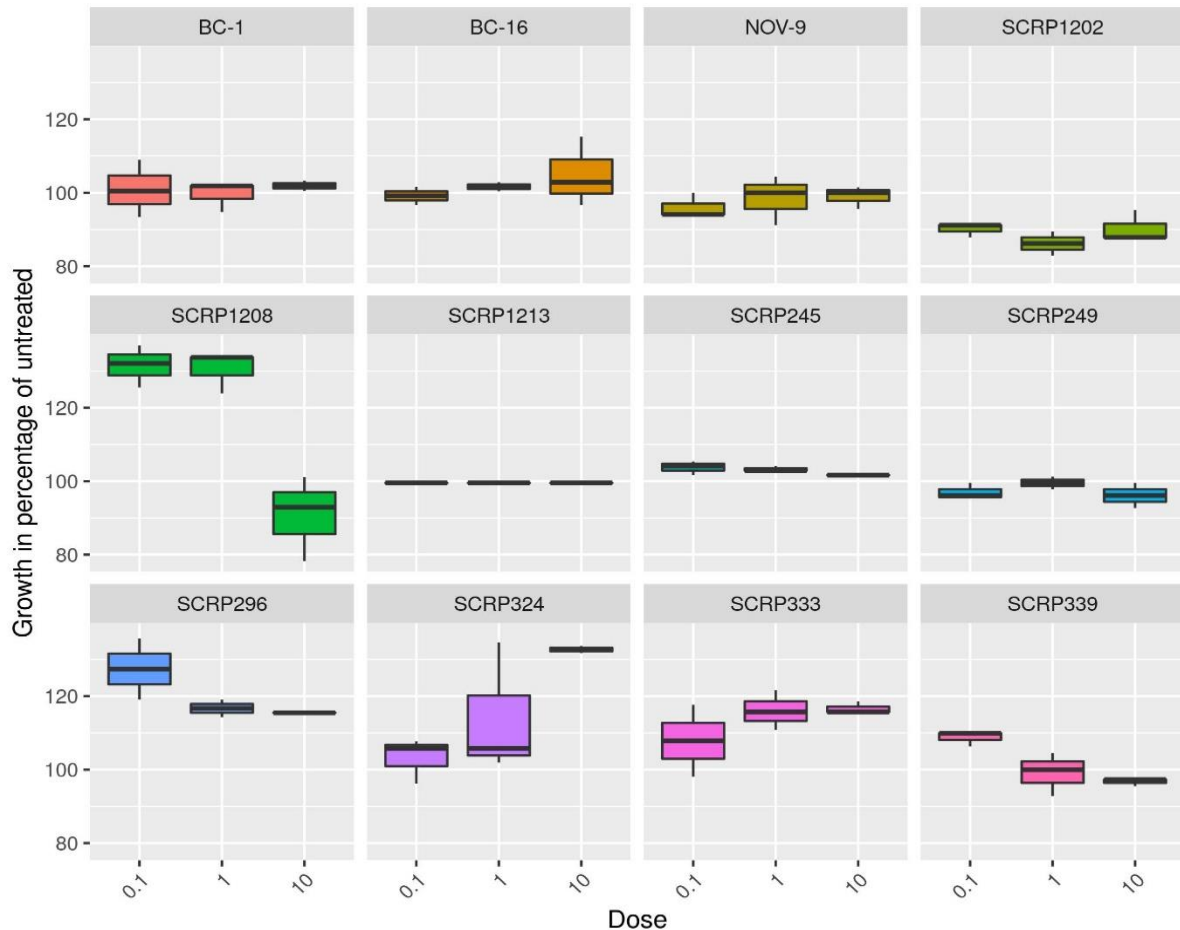 BC-1 BC-16 NOV-9 SCRP1202
120
100
80
SCRP1208 SCRP1213 SCRP245 SCRP249
120
100
80
SCRP296 SCRP324 SCRP333 SCRP339
120
100
80
0.1 1 10 0.1 1 10 0.1 1 10 0.1 1 10
Dose
Growth in percentage of untreated